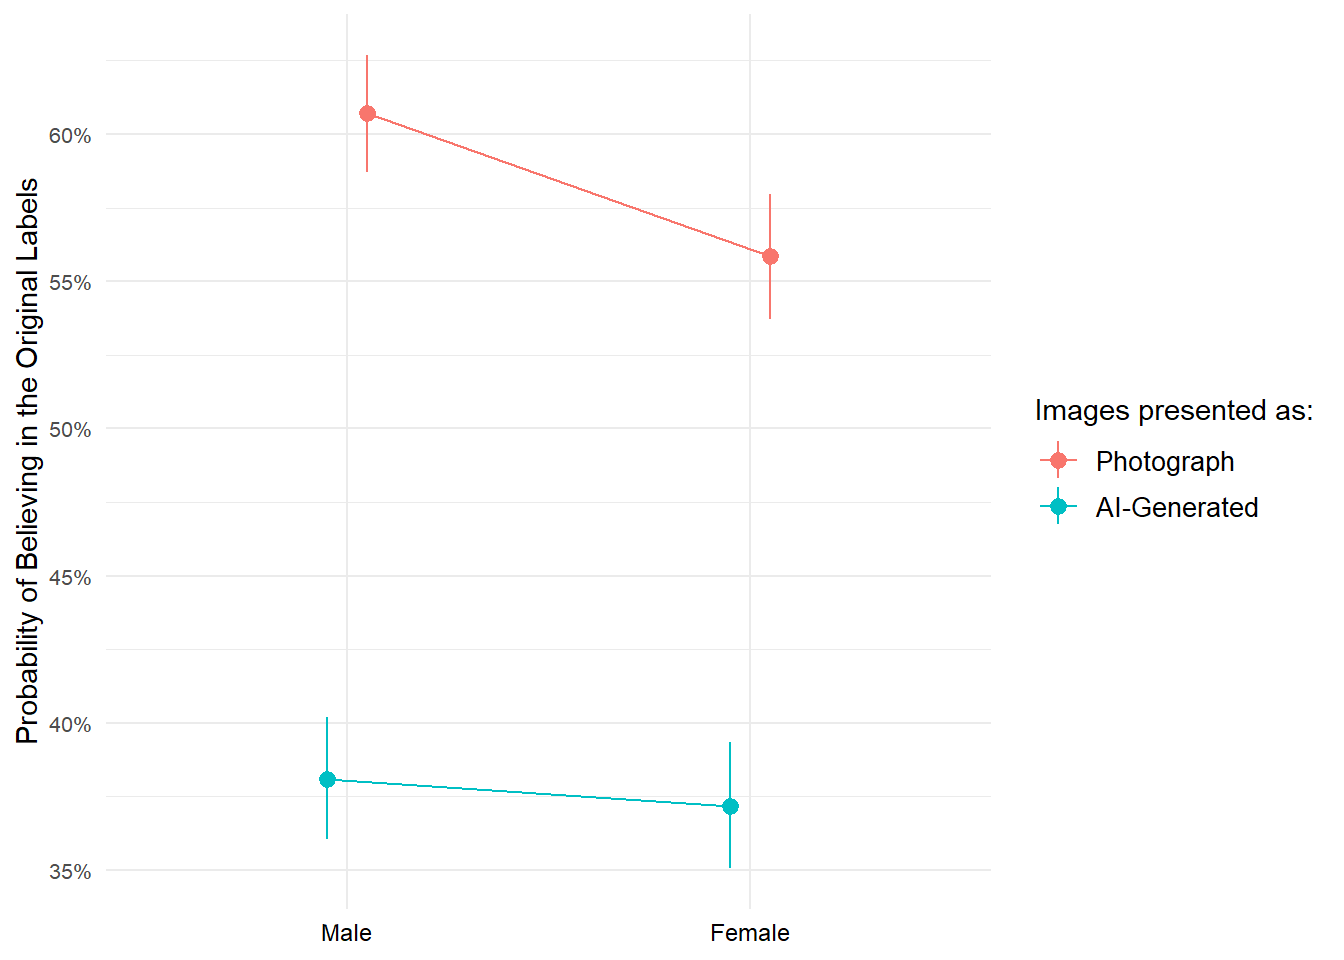 Probability of Believing in the Original Labels
60%
55%
50%
45%
40%
35%
Male
Female
Images presented as:
Photograph
AI-Generated